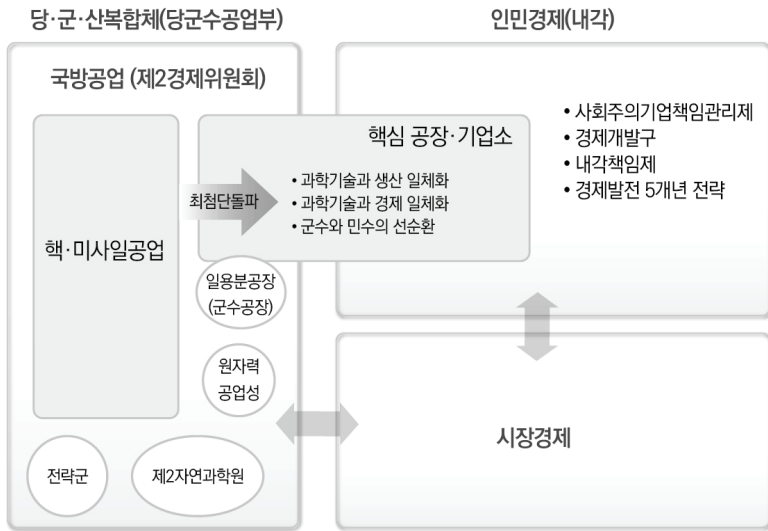 당·군·산복합체(당군수공업부)
인민경제(내각)
국방공업 (제2경제위원회)
핵·미사일공업
최첨단돌파
핵심 공장·기업소
• 과학기술과 생산 일체화
• 과학기술과 경제 일체화
• 군수와 민수의 선순환
• 사회주의기업책임관리제
• 경제개발구
• 내각책임제
• 경제발전 5개년 전략
일용분공장
(군수공장)
원자력
공업성
전략군
제2자연과학원
시장경제